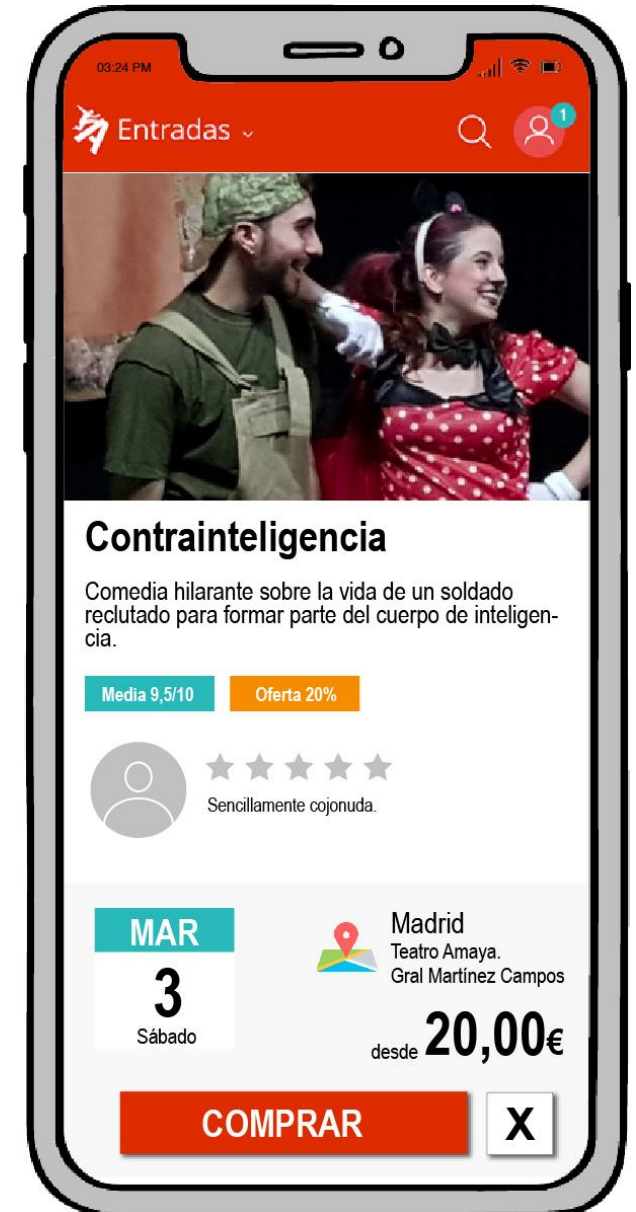 03:24 PM
Entradas
1
Contrainteligencia
Comedia hilarante sobre la vida de un soldado
reclutado para formar parte del cuerpo de inteligen-
cia.
Media 9,5/10
Oferta 20%
Sencillamente cojonuda.
MAR
3
Sábado
Madrid
Teatro Amaya.
Gral Martínez Campos
desde 20,00€
COMPRAR
X